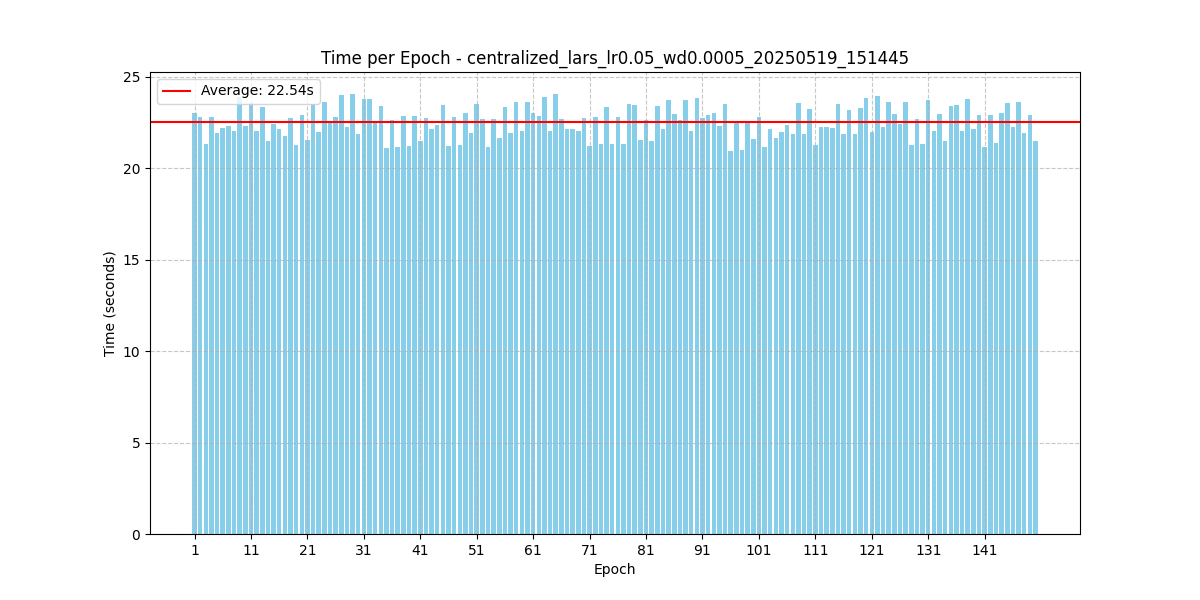 Time per Epoch - centralized_lars_lr0.05_wd0.0005_20250519_151445
Average: 22.54s
25
20
15
10
5
0
Time (seconds)
1 11 21 31 41 51 61 71 81 91 101 111 121 131 141
Epoch